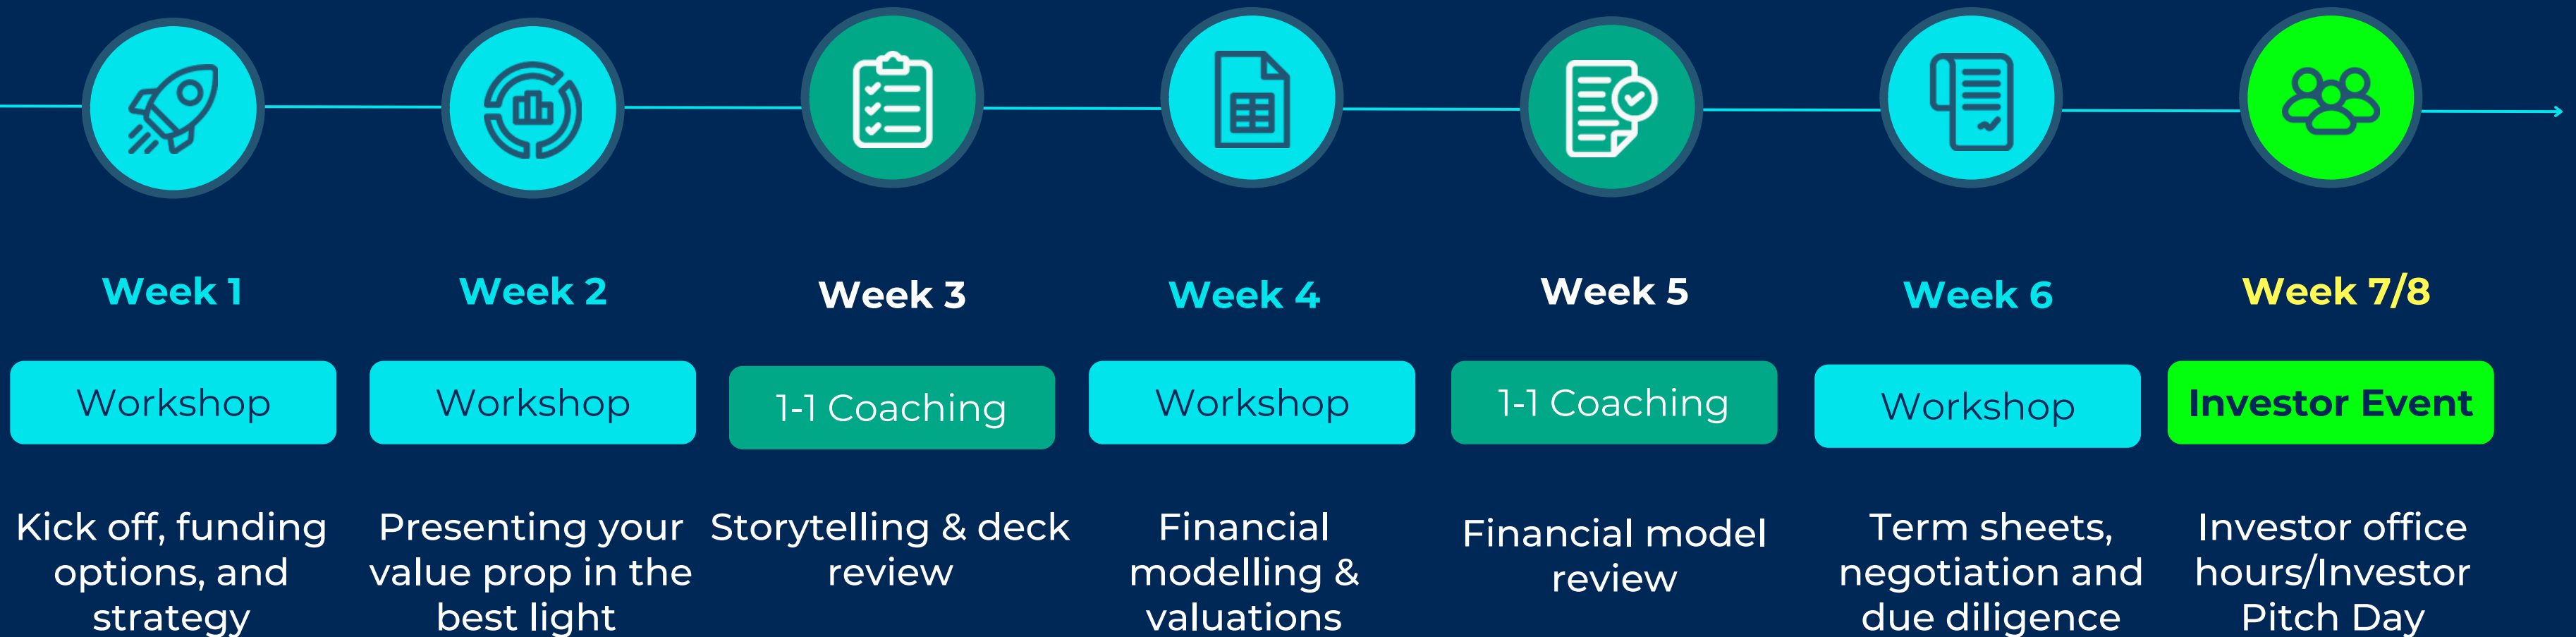 Week 1
Workshop
Kick off, funding
options, and
strategy
Week 2
Workshop
Presenting your
value prop in the
best light
Week 3
1-1 Coaching
Storytelling & deck
review
Week 4
Workshop
Financial
modelling &
valuations
Week 5
1-1 Coaching
Financial model
review
Week 6
Workshop
Term sheets,
negotiation and
due diligence
Week 7/8
Investor Event
Investor office
hours/Investor
Pitch Day